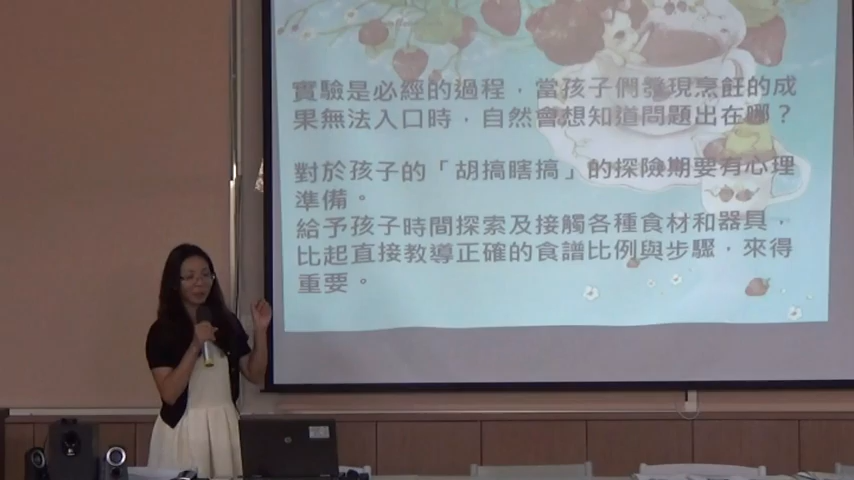 實驗是必經的過程，當孩子們發現烹飪的成
果無法入口時，自然會想知道問題出在哪？
對於孩子的「胡搞瞎搞」的探險期要有心理
準備。
給予孩子時間探索及接觸各種食材和器具，
比起直接教導正確的食譜比例與步驟，來得
重要。